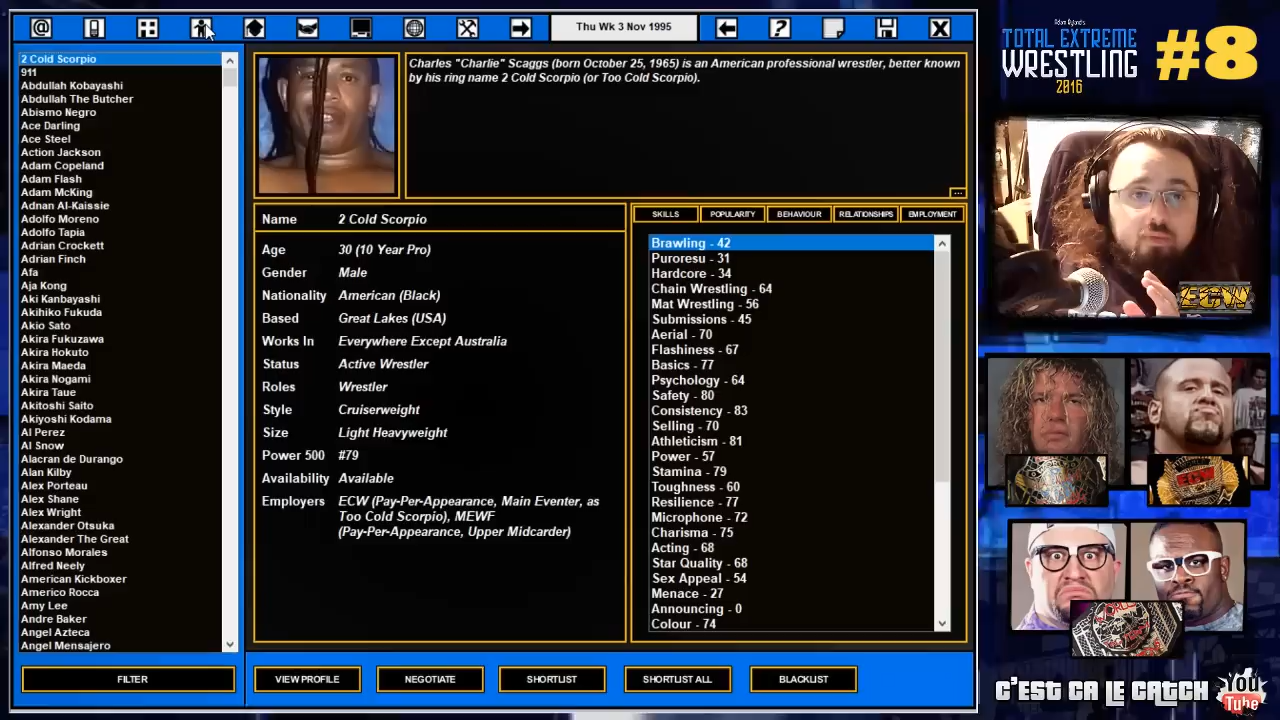 @
Thu Wk 3 Nov 1995
?
X
2 Cold Scorpio
911
Abdullah Kobayashi
Abdullah The Butcher
Abismo Negro
Ace Darling
Ace Steel
Action Jackson
Adam Copeland
Adam Flash
Adam McKing
Adnan Al-Kaissie
Adolfo Moreno
Adolfo Tapia
Adrian Crockett
Adrian Finch
Afa
Aja Kong
Aki Kanbayashi
Akihiko Fukuda
Akio Sato
Akira Fukuzawa
Akira Hokuto
Akira Maeda
Akira Nogami
Akira Taue
Akitoshi Saito
Akiyoshi Kodama
Al Perez
Al Snow
Alacran de Durango
Alan Kilby
Alex Porteau
Alex Shane
Alex Wright
Alexander Otsuka
Alexander The Great
Alfonso Morales
Alfred Neely
American Kickboxer
Americo Rocca
Amy Lee
Andre Baker
Angel Azteca
Angel Mensajero
FILTER
Charles "Charlie" Scaggs (born October 25, 1965) is an American professional wrestler, better known
by his ring name 2 Cold Scorpio (or Too Cold Scorpio).
...
Name 2 Cold Scorpio
Age 30 (10 Year Pro)
Gender Male
Nationality American (Black)
Based Great Lakes (USA)
Works In Everywhere Except Australia
Status Active Wrestler
Roles Wrestler
Style Cruiserweight
Size Light Heavyweight
Power 500 #79
Availability Available
Employers ECW (Pay-Per-Appearance, Main Eventer, as
Too Cold Scorpio), MEWF
(Pay-Per-Appearance, Upper Midcarder)
SKILLS POPULARITY BEHAVIOUR RELATIONSHIPS EMPLOYMENT
Brawling - 42
Puroresu - 31
Hardcore - 34
Chain Wrestling - 64
Mat Wrestling - 56
Submissions - 45
Aerial - 70
Flashiness - 67
Basics - 77
Psychology - 64
Safety - 80
Consistency - 83
Selling - 70
Athleticism - 81
Power - 57
Stamina - 79
Toughness - 60
Resilience - 77
Microphone - 72
Charisma - 75
Acting - 68
Star Quality - 68
Sex Appeal - 54
Menace - 27
Announcing - 0
Colour - 74
VIEW PROFILE NEGOTIATE SHORTLIST SHORTLIST ALL BLACKLIST
Adam Ryland's
TOTAL EXTREME
WRESTLING
2016
#8
ECW
ECW
C'EST CA LE CATCH
YOU
Tube